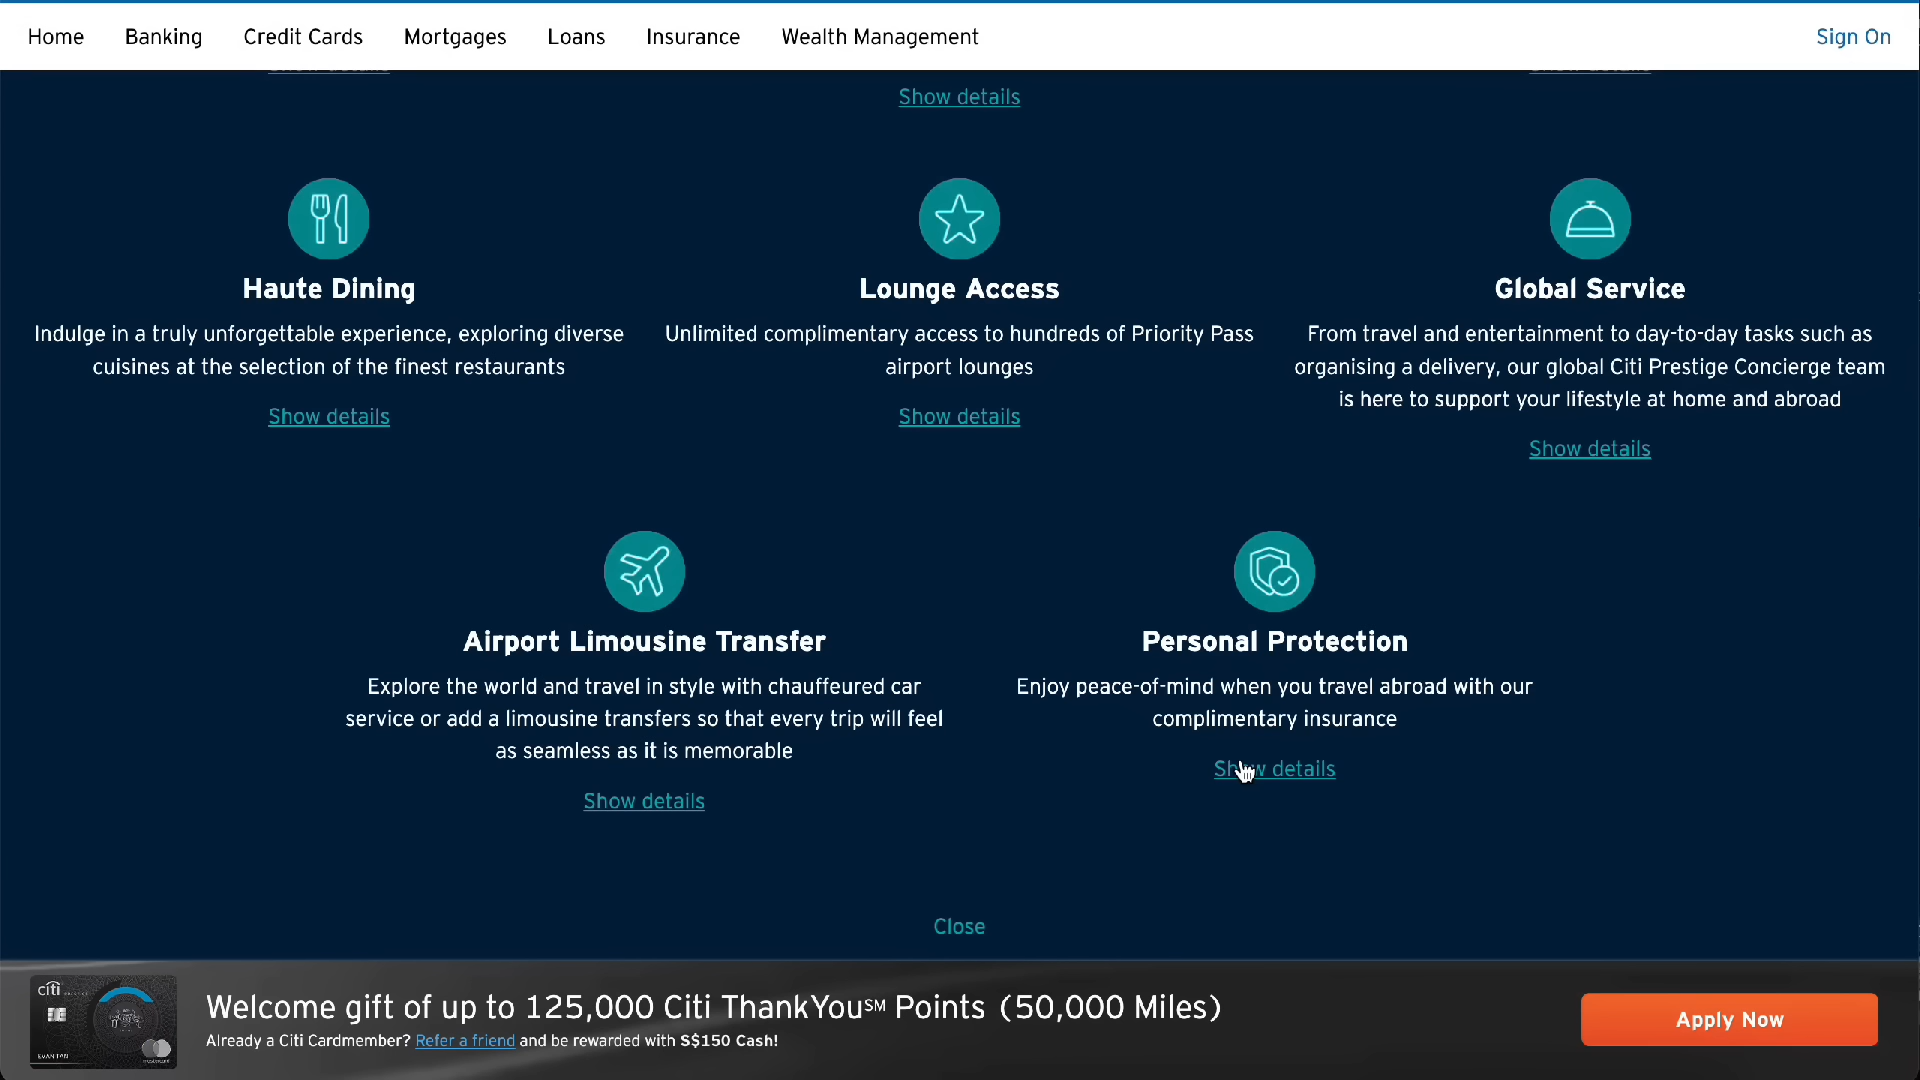 Home Banking Credit Cards Mortgages Loans Insurance Wealth Management Sign On
Show details
Haute Dining
Indulge in a truly unforgettable experience, exploring diverse
cuisines at the selection of the finest restaurants
Show details
Lounge Access
Unlimited complimentary access to hundreds of Priority Pass
airport lounges
Show details
Global Service
From travel and entertainment to day-to-day tasks such as
organising a delivery, our global Citi Prestige Concierge team
is here to support your lifestyle at home and abroad
Show details
Airport Limousine Transfer
Explore the world and travel in style with chauffeured car
service or add a limousine transfers so that every trip will feel
as seamless as it is memorable
Show details
Personal Protection
Enjoy peace-of-mind when you travel abroad with our
complimentary insurance
Show details
Close
citi
EVAN TAN
mastercard
Welcome gift of up to 125,000 Citi ThankYou℠ Points (50,000 Miles)
Already a Citi Cardmember? Refer a friend and be rewarded with S$150 Cash!
Apply Now